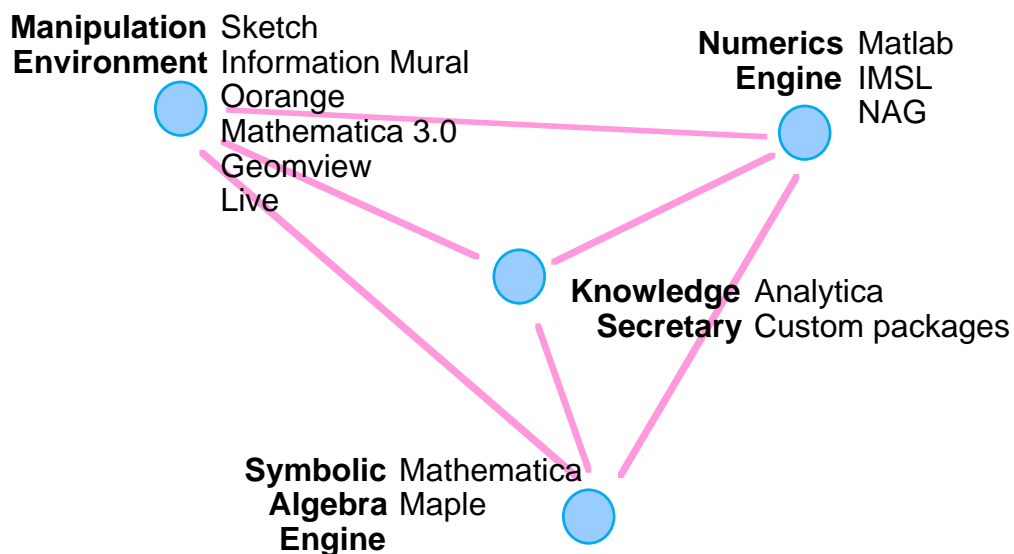 Manipulation Sketch
Environment Information Mural
Oorange
Mathematica 3.0
Geomview
Live
Numerics Matlab
Engine IMSL
NAG
Knowledge Analytica
Secretary Custom packages
Symbolic Mathematica
Algebra Maple
Engine